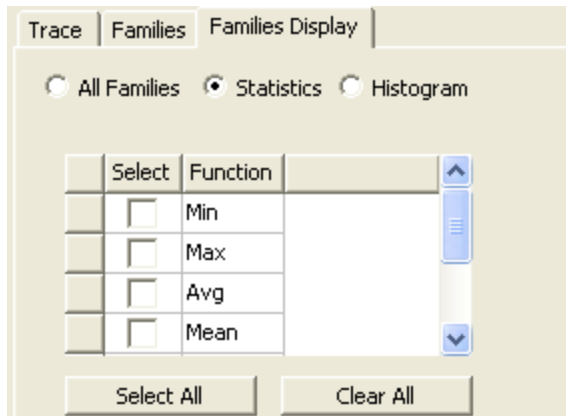 Trace Families Families Display
All Families Statistics Histogram
Select Function
Min
Max
Avg
Mean
Select All Clear All